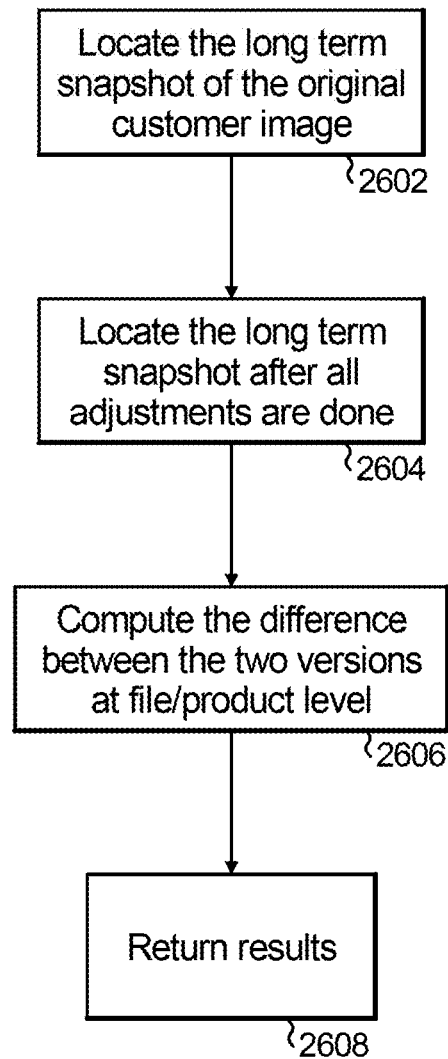 Locate the long term
snapshot of the original
customer image
2602
Locate the long term
snapshot after all
adjustments are done
2604
Compute the difference
between the two versions
at file/product level
2606
Return results
2608